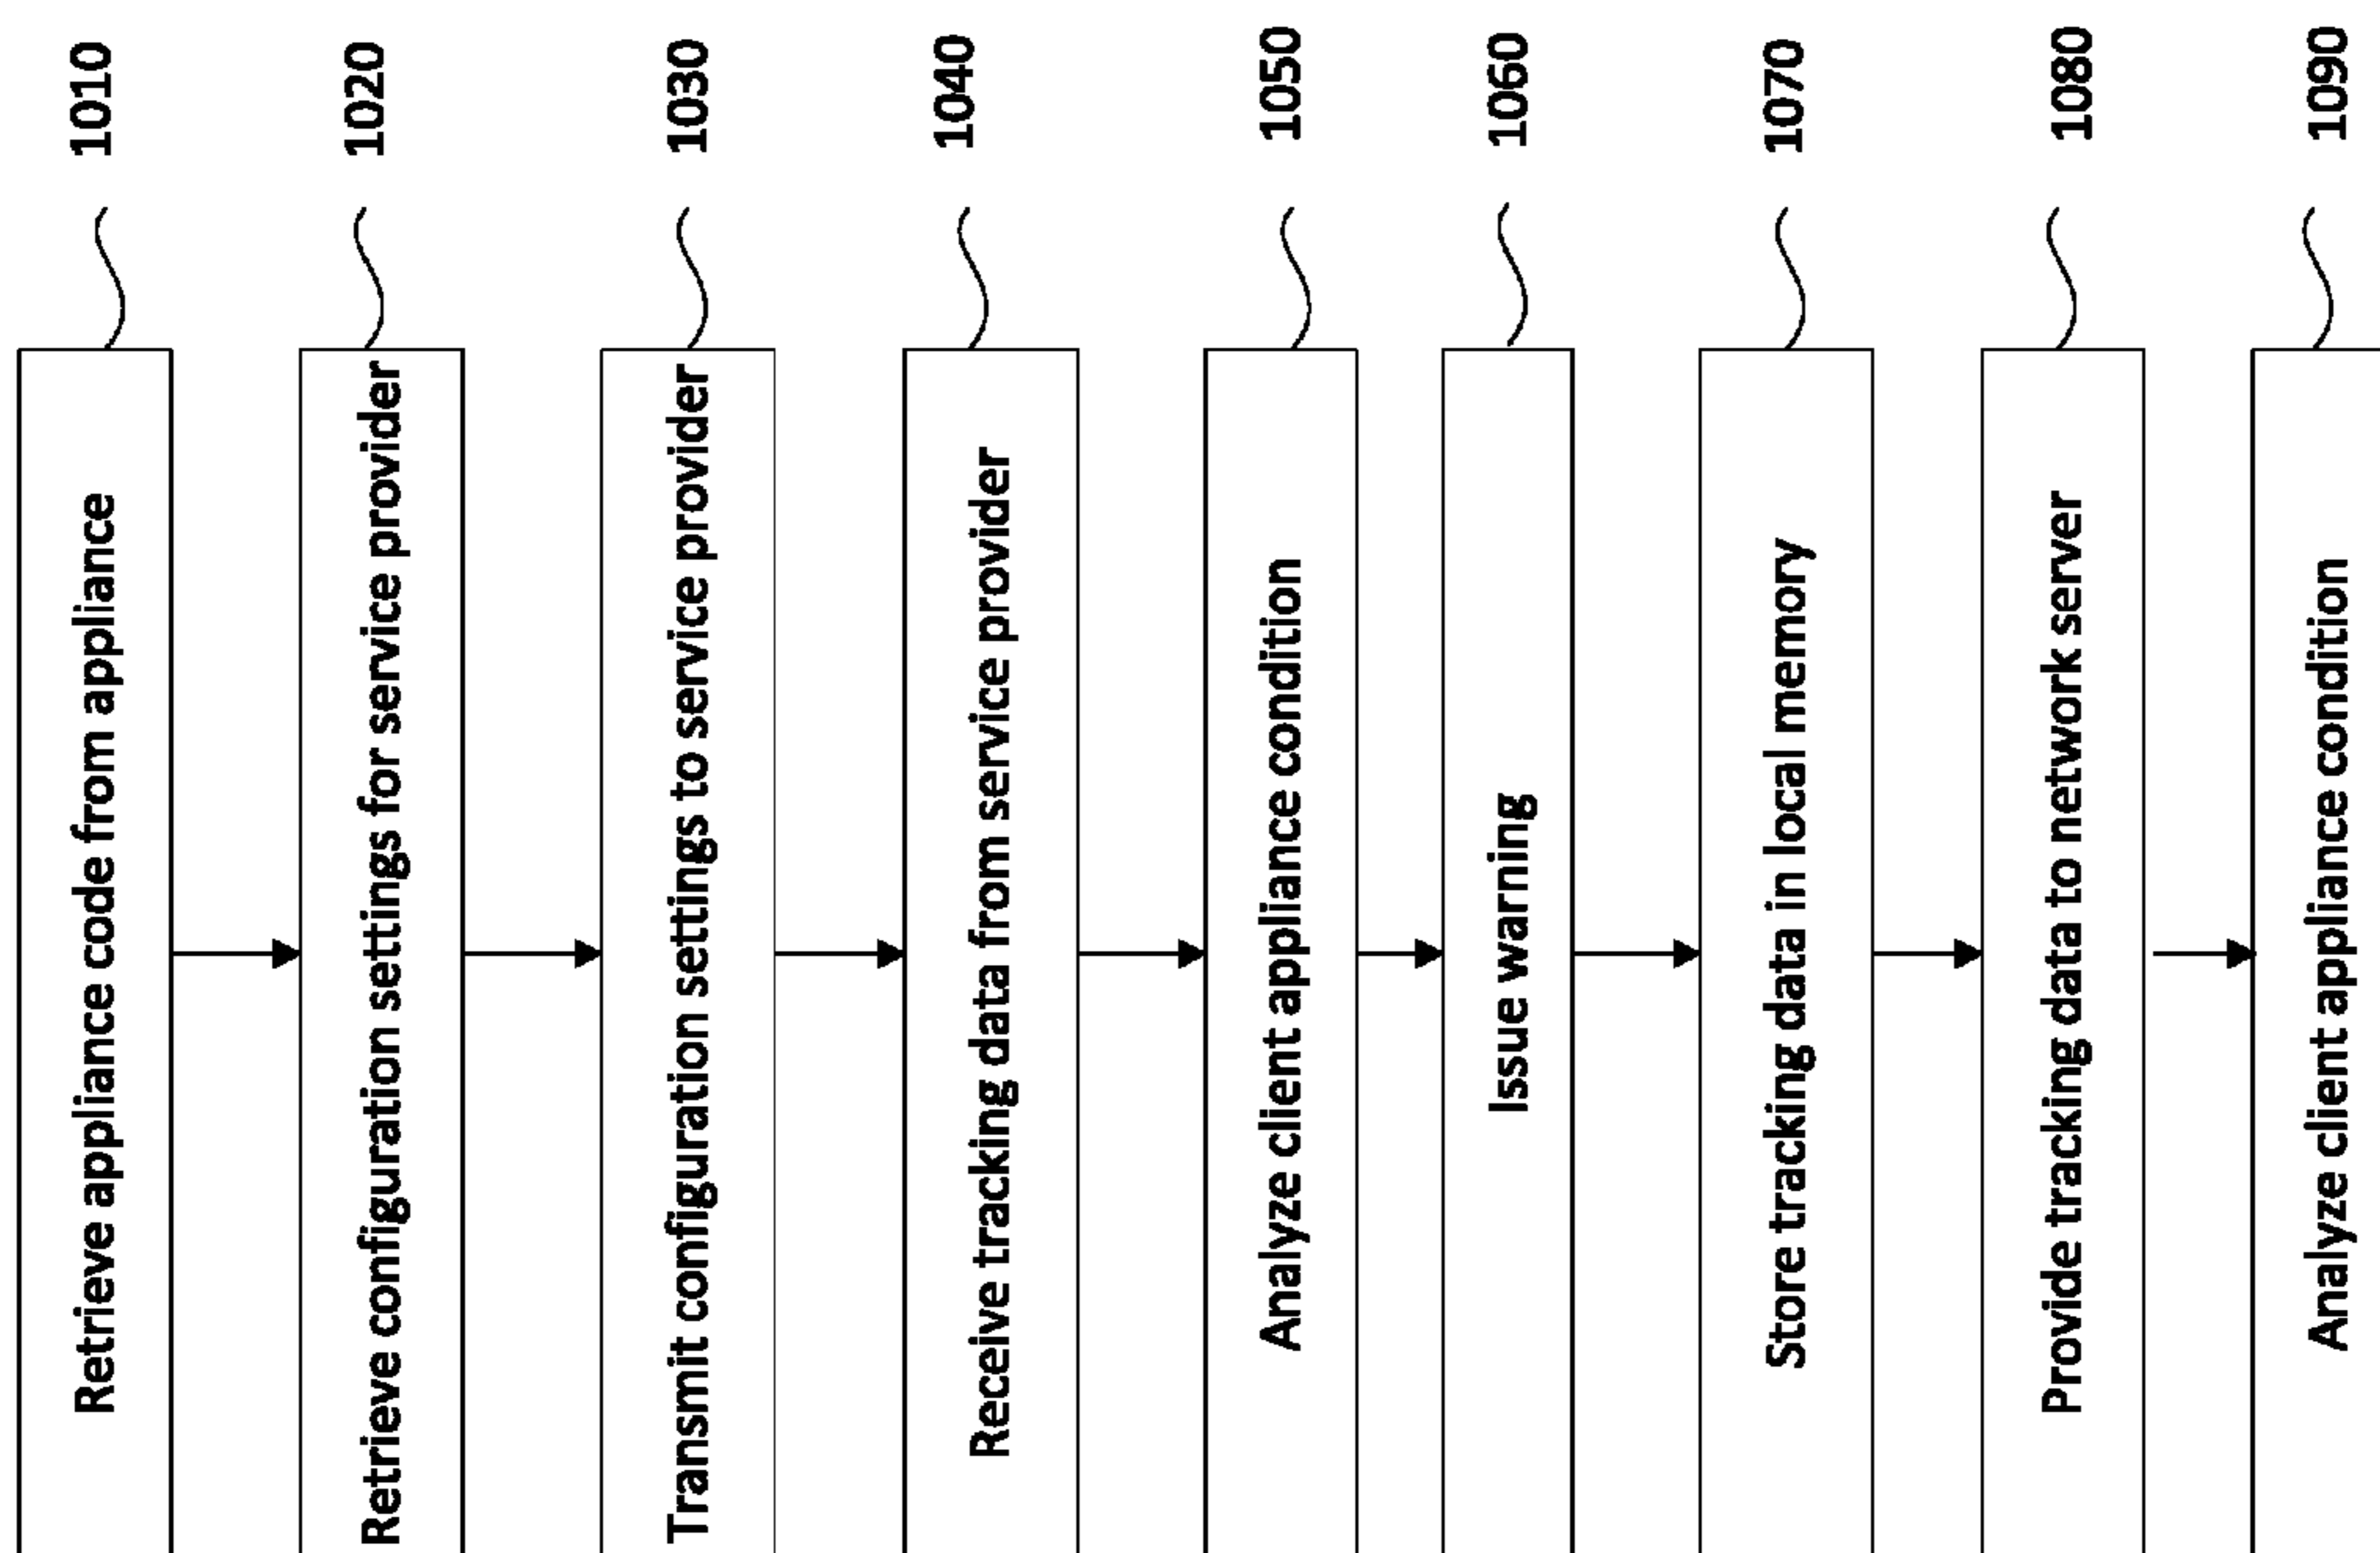 Retrieve appliance code from appliance
1010
Retrieve configuration settings for service provider
1020
Transmit configuration settings to service provider
1030
Receive tracking data from service provider
1040
Analyze client appliance condition
1050
Issue warning
1060
Store tracking data in local memory
1070
Provide tracking data to network server
1080
Analyze client appliance condition
1090